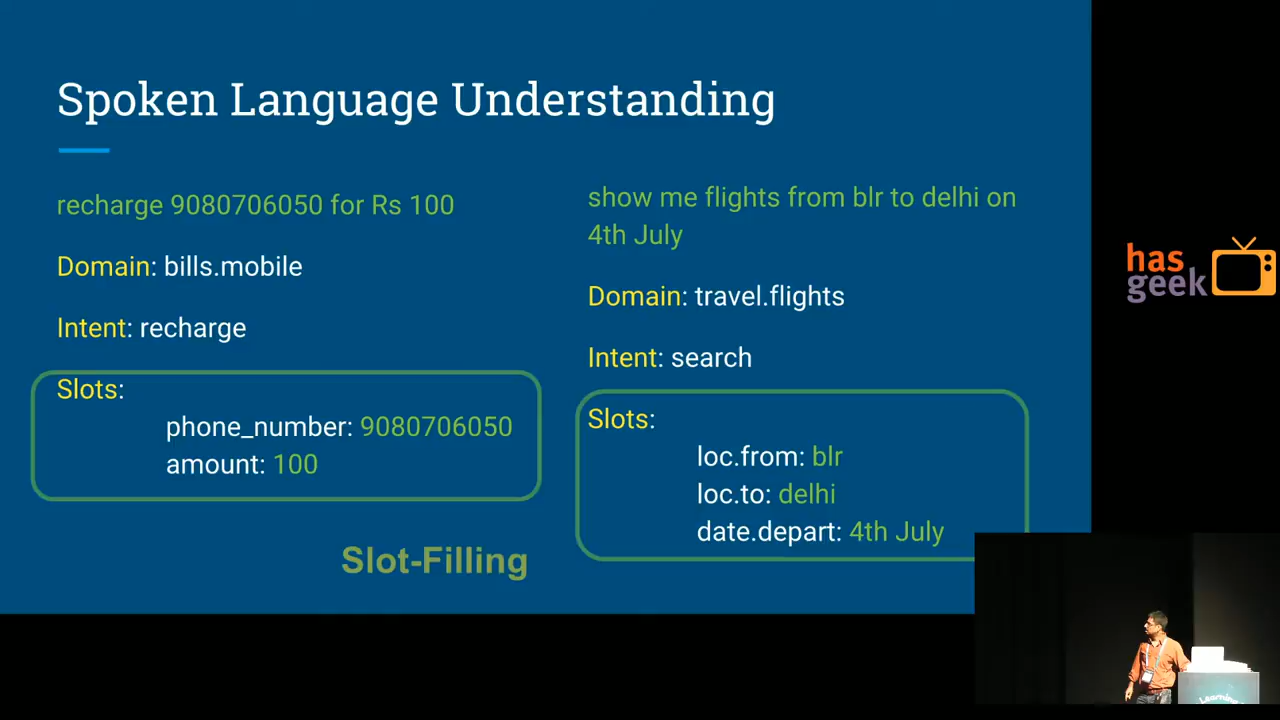 Spoken Language Understanding
recharge 9080706050 for Rs 100
Domain: bills.mobile
Intent: recharge
Slots:
phone_number: 9080706050
amount: 100
Slot-Filling
show me flights from blr to delhi on
4th July
Domain: travel.flights
Intent: search
Slots:
loc.from: blr
loc.to: delhi
date.depart: 4th July
has
geek
Learning